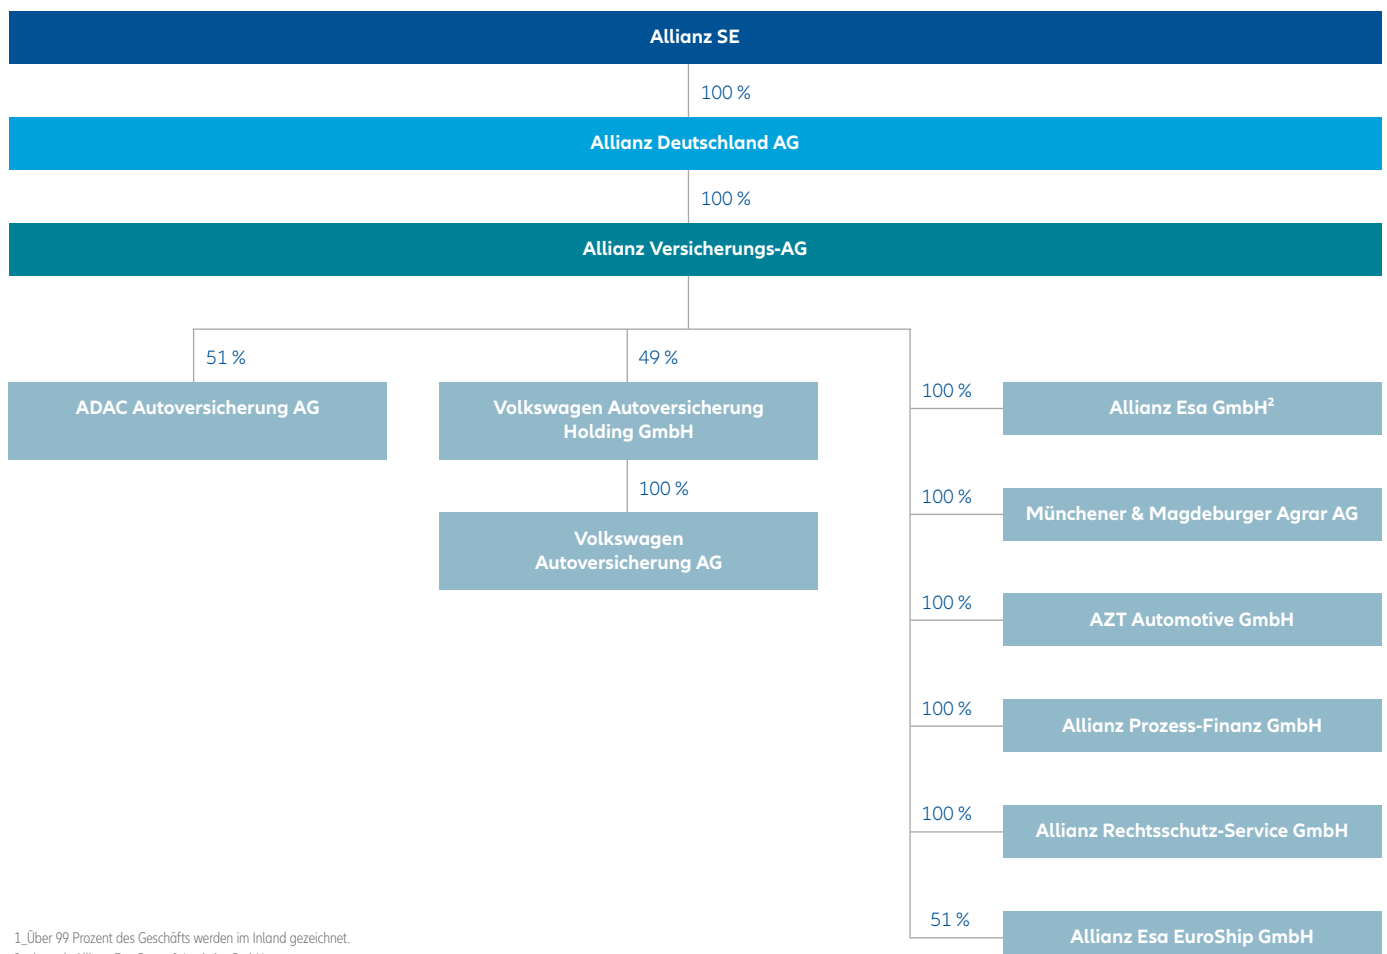 Allianz SE
100 %
Allianz Deutschland AG
100 %
Allianz Versicherungs-AG
51 %
ADAC Autoversicherung AG
49 %
Volkswagen Autoversicherung
Holding GmbH
100 %
Volkswagen
Autoversicherung AG
100 %
Allianz Esa GmbH²
100 %
Münchener & Magdeburger Agrar AG
100 %
AZT Automotive GmbH
100 %
Allianz Prozess-Finanz GmbH
100 %
Allianz Rechtsschutz-Service GmbH
51 %
Allianz Esa EuroShip GmbH
1_Über 99 Prozent des Geschäfts werden im Inland gezeichnet.